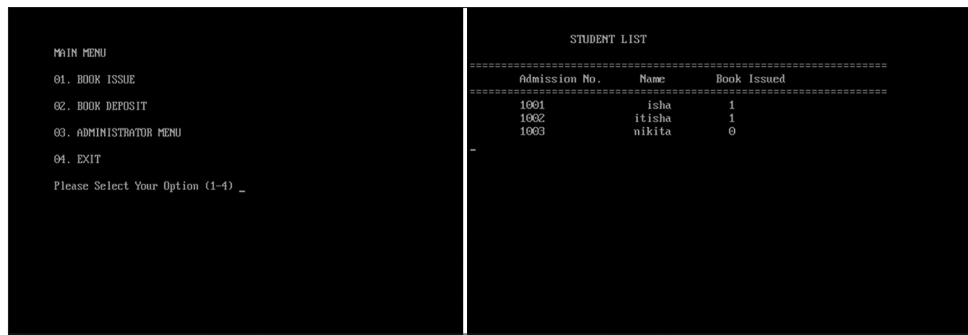 MAIN MENU
01. BOOK ISSUE
02. BOOK DEPOSIT
03. ADMINISTRATOR MENU
04. EXIT
Please Select Your Option (1-4) _
STUDENT LIST
==================================================================
Admission No. Name Book Issued
==================================================================
1001 isha 1
1002 itisha 1
1003 nikita 0
_